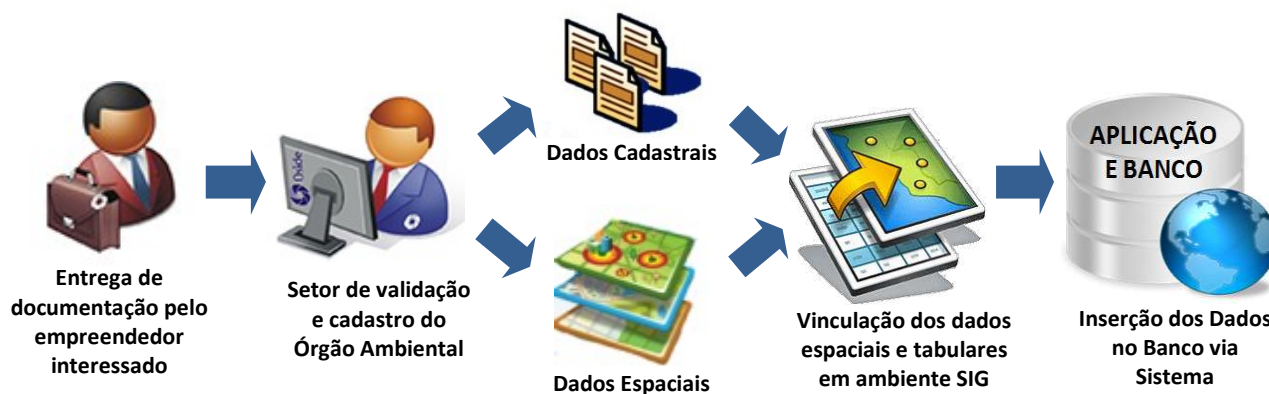 Entrega de
documentação pelo
empreendedor
interessado
Setor de validação
e cadastro do
Órgão Ambiental
Dados Cadastrais
Dados Espaciais
Vinculação dos dados
espaciais e tabulares
em ambiente SIG
APLICAÇÃO
E BANCO
Inserção dos Dados
no Banco via
Sistema